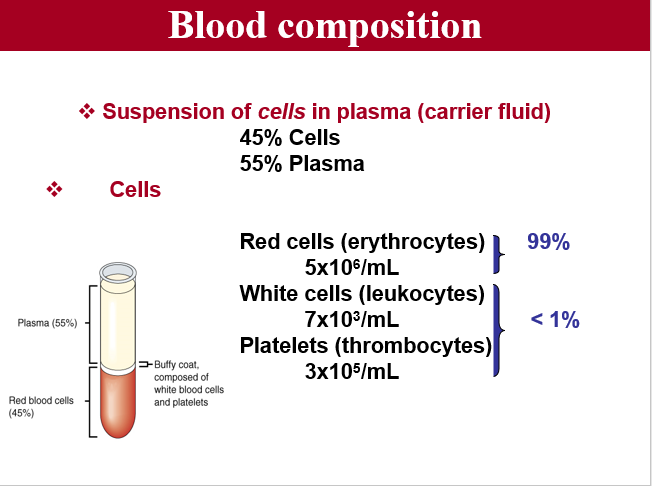 Blood composition
❖ Suspension of cells in plasma (carrier fluid)
45% Cells
55% Plasma
❖ Cells
Red cells (erythrocytes) 99%
5x10⁶/mL
White cells (leukocytes)
7x10³/mL < 1%
Platelets (thrombocytes)
3x10⁵/mL
Plasma (55%)
Buffy coat,
composed of
white blood cells
and platelets
Red blood cells
(45%)